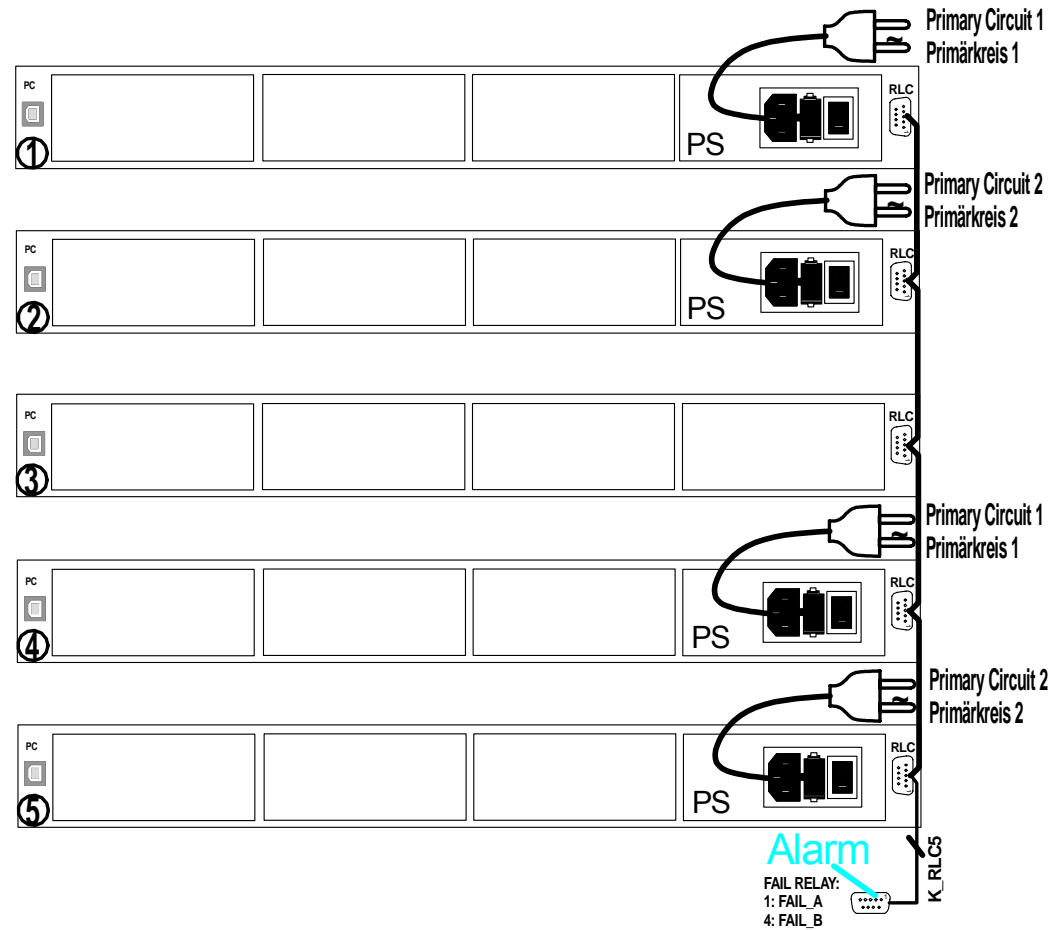 Primary Circuit 1
Primärkreis 1
PC
RLC
1
PS
Primary Circuit 2
Primärkreis 2
PC
RLC
2
PS
PC
RLC
3
Primary Circuit 1
Primärkreis 1
PC
RLC
4
PS
Primary Circuit 2
Primärkreis 2
PC
RLC
5
PS
Alarm
FAIL RELAY:
1: FAIL_A
4: FAIL_B
K_RLC5